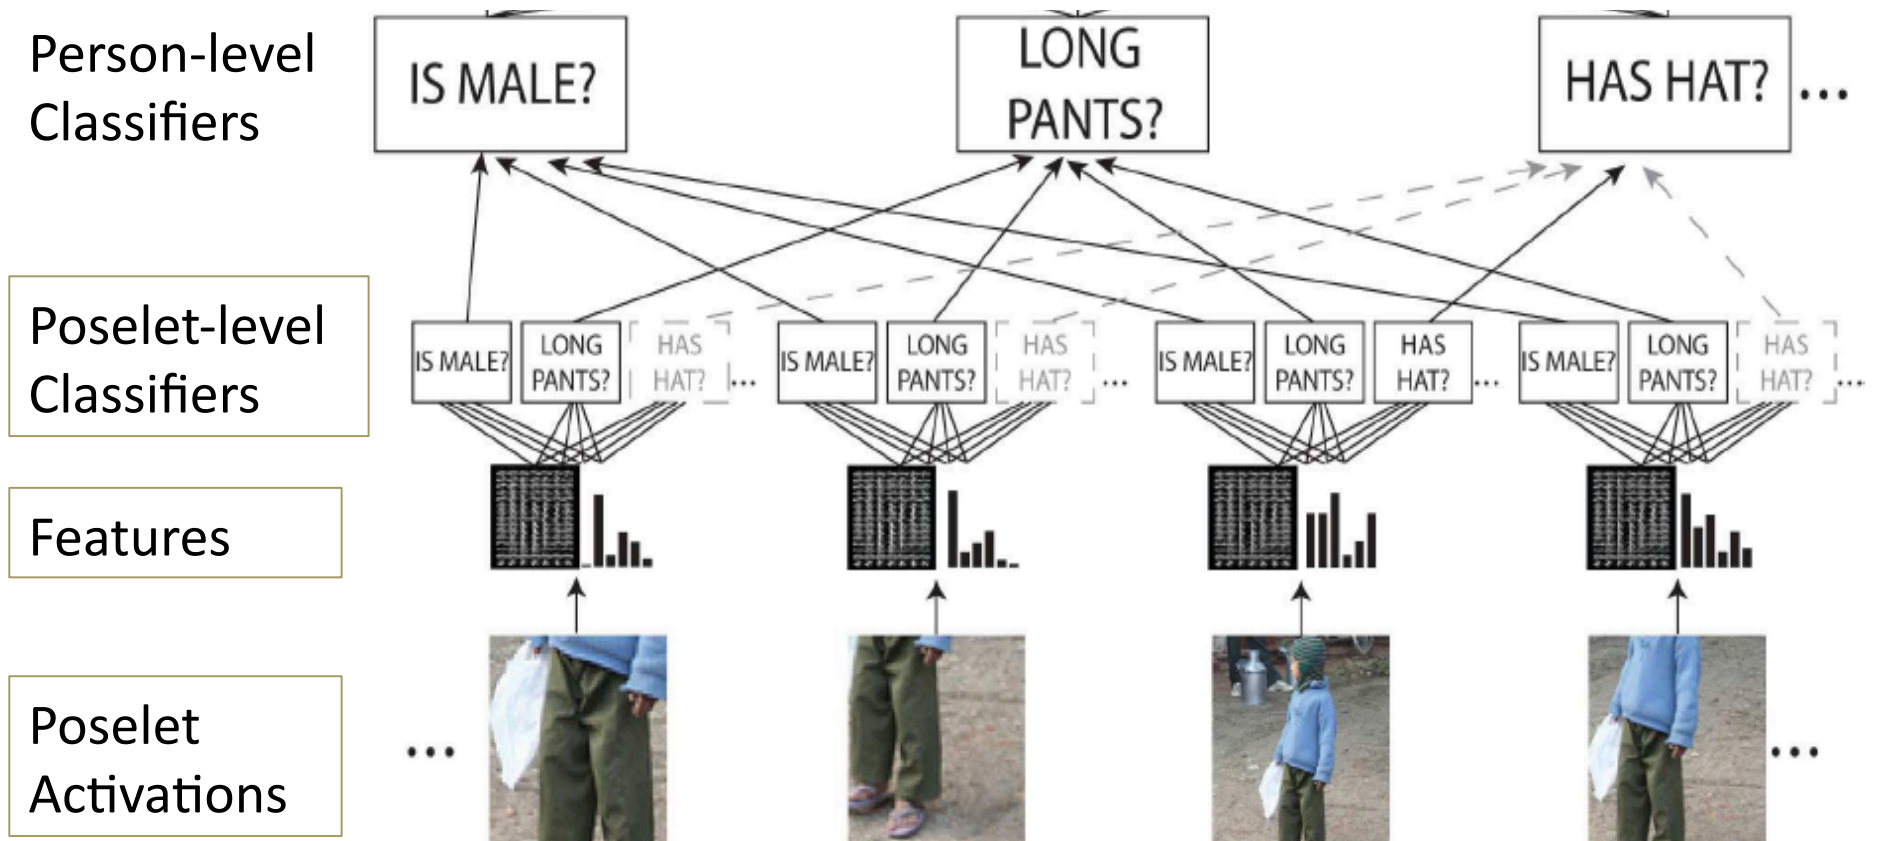 Person-level
Classifiers
IS MALE?
LONG
PANTS?
HAS HAT?
...
Poselet-level
Classifiers
IS MALE?
LONG
PANTS?
HAS
HAT?
...
IS MALE?
LONG
PANTS?
HAS
HAT?
...
IS MALE?
LONG
PANTS?
HAS
HAT?
...
IS MALE?
LONG
PANTS?
HAS
HAT?
...
Features
Poselet
Activations
...
...